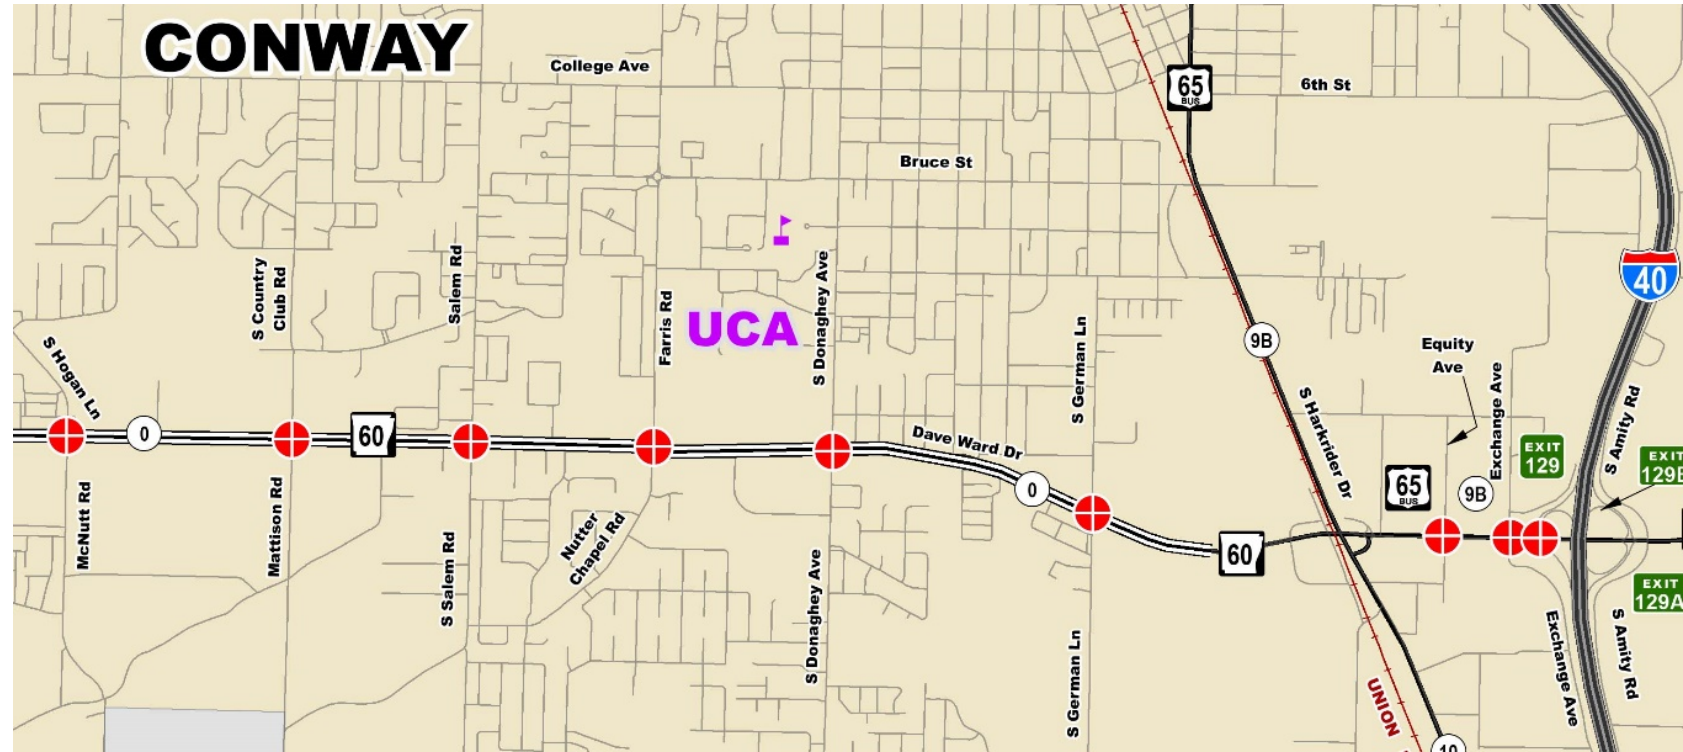 CONWAY
College Ave
65
BUS
6th St
Bruce St
40
S Country
Club Rd
Salem Rd
Farris Rd
UCA
S Donaghey Ave
S German Ln
9B
S Harkrider Dr
Equity
Ave
Exchange Ave
S Amity Rd
S Hogan Ln
0
60
Dave Ward Dr
0
65
BUS
9B
EXIT
129
EXIT
129B
McNutt Rd
Mattison Rd
S Salem Rd
Nutter
Chapel Rd
S Donaghey Ave
60
S German Ln
EXIT
129A
Exchange Ave
S Amity Rd
UNION